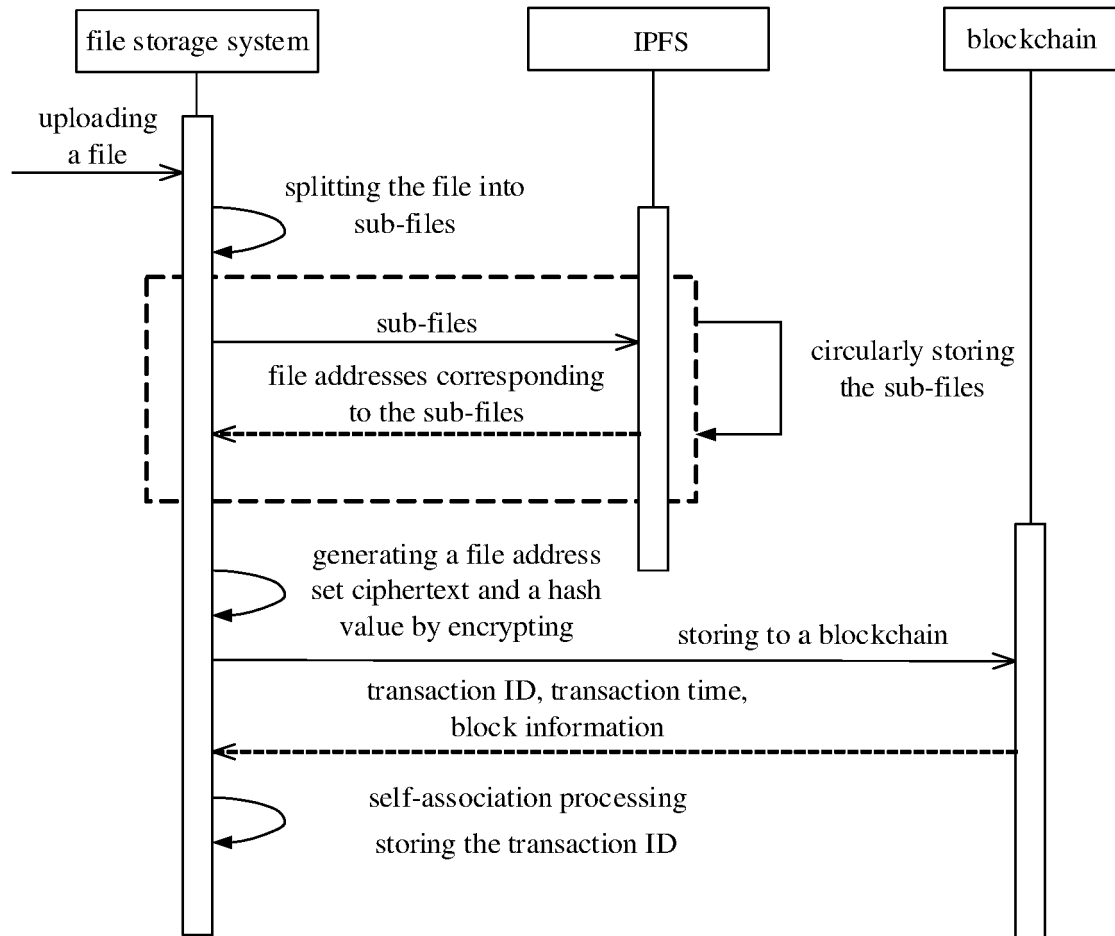 file storage system
IPFS
blockchain
uploading
a file
splitting the file into
sub-files
sub-files
file addresses corresponding
to the sub-files
circularly storing
the sub-files
generating a file address
set ciphertext and a hash
value by encrypting
storing to a blockchain
transaction ID, transaction time,
block information
self-association processing
storing the transaction ID